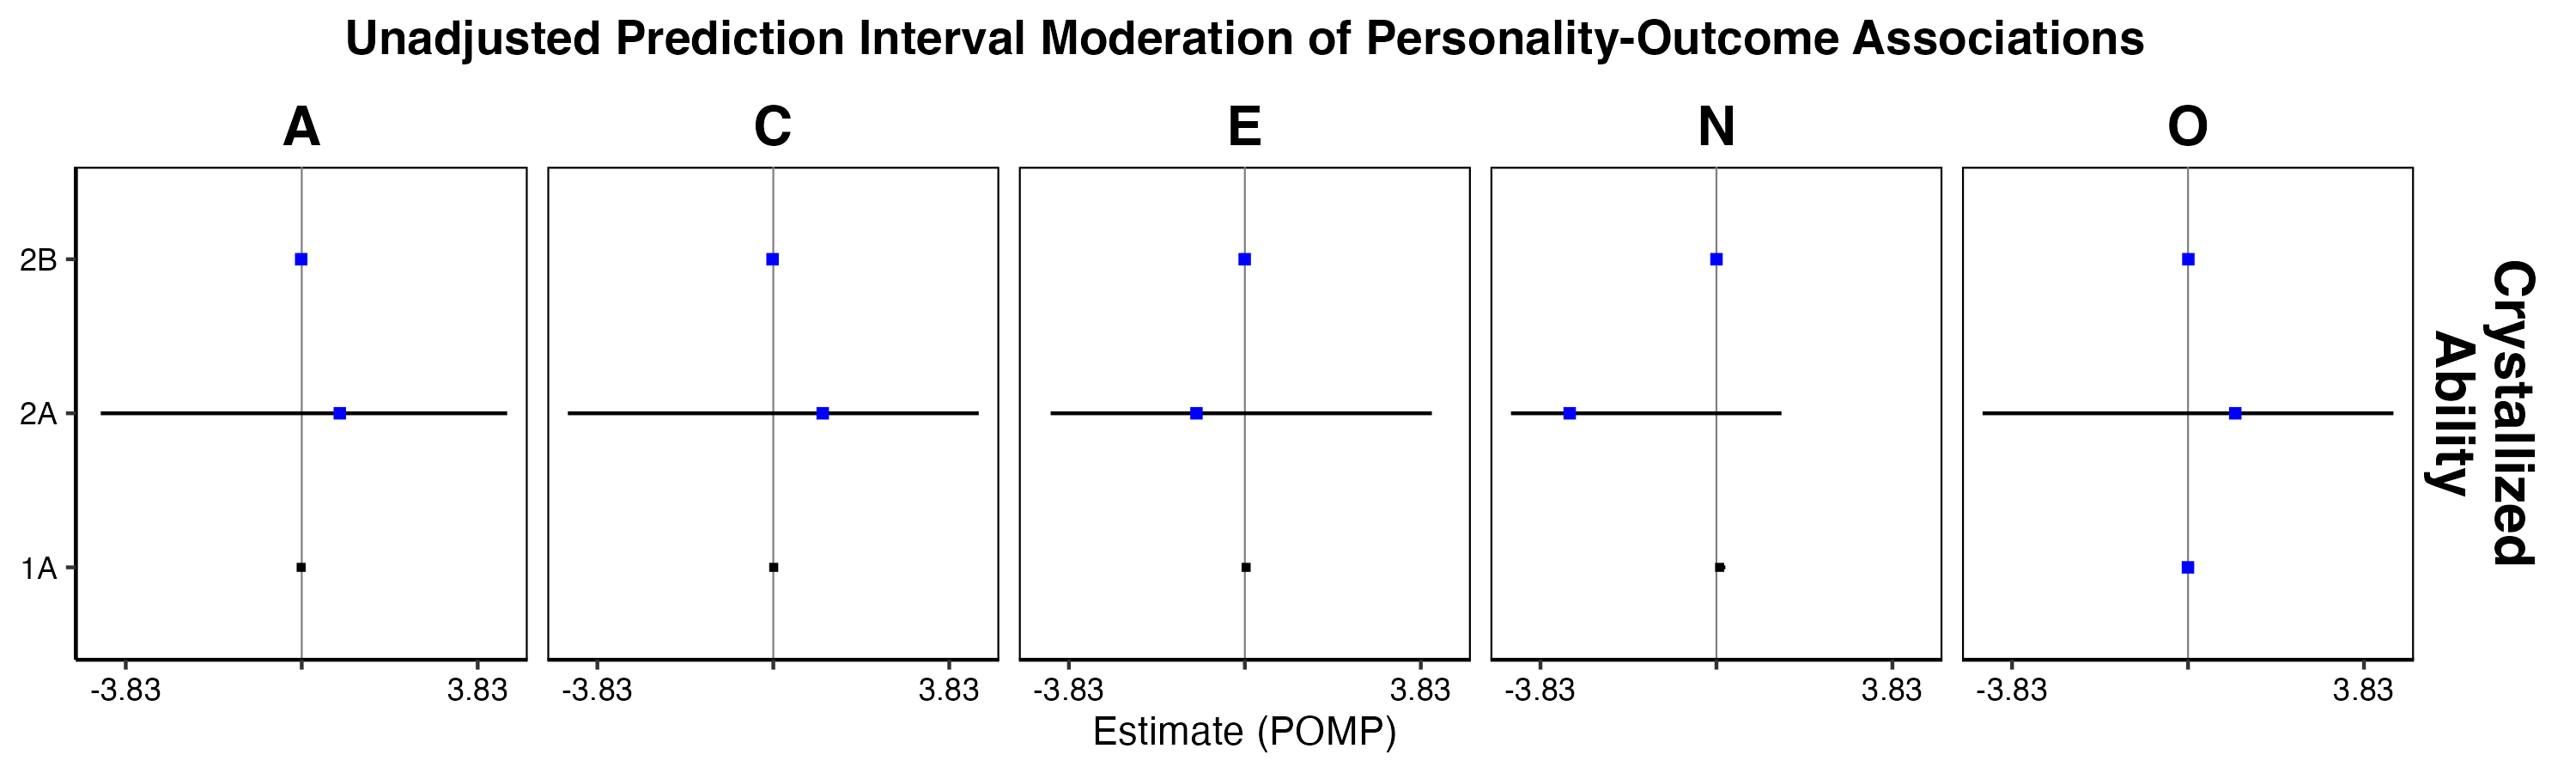 Unadjusted Prediction Interval Moderation of Personality-Outcome Associations
A C E N O
2B
2A
1A
-3.83 3.83 -3.83 3.83 -3.83 3.83 -3.83 3.83 -3.83 3.83
Estimate (POMP)
Crystallized
Ability